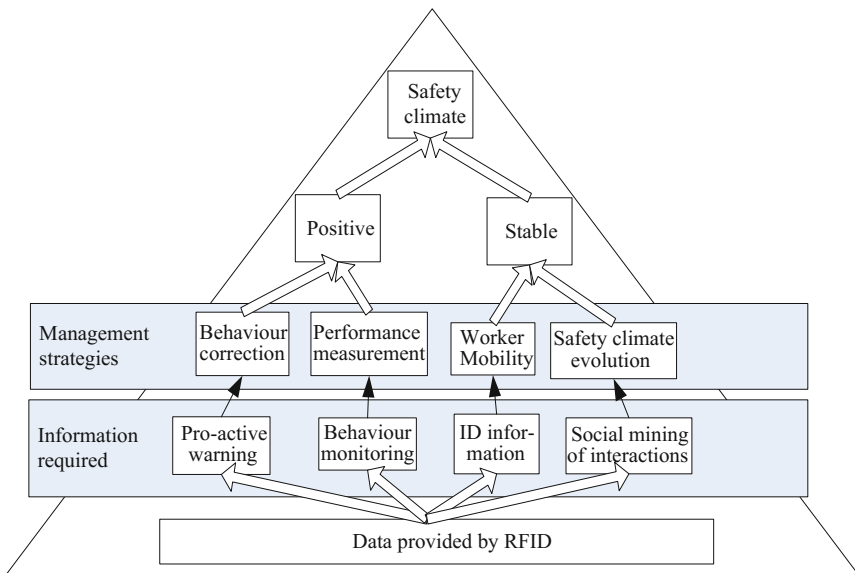 Safety
climate
Positive
Stable
Management
strategies
Behaviour
correction
Performance
measurement
Worker
Mobility
Safety climate
evolution
Information
required
Pro-active
warning
Behaviour
monitoring
ID infor-
mation
Social mining
of interactions
Data provided by RFID